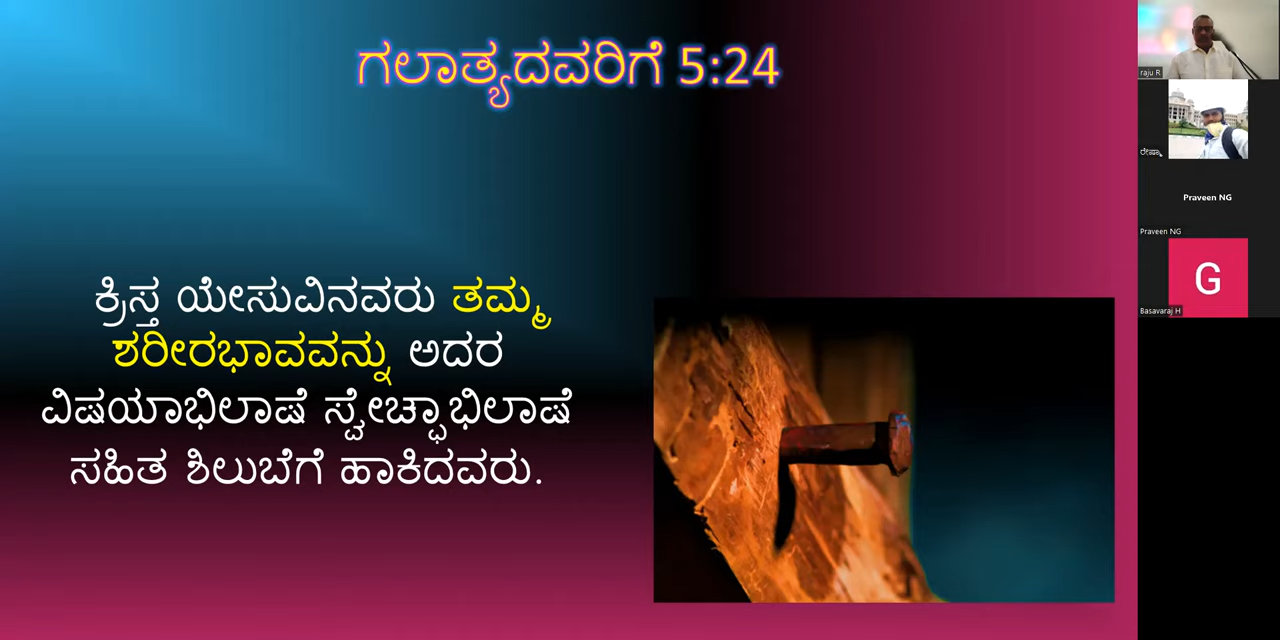 ಗಲಾತ್ಯದವರಿಗೆ 5:24
ಕ್ರಿಸ್ತ ಯೇಸುವಿನವರು ತಮ್ಮ
ಶರೀರಭಾವವನ್ನು ಅದರ
ವಿಷಯಾಭಿಲಾಷೆ ಸ್ವೇಚ್ಛಾಭಿಲಾಷೆ
ಸಹಿತ ಶಿಲುಬೆಗೆ ಹಾಕಿದವರು.
raju R
ರೇಷ್ಮಾ
Praveen NG
Praveen NG
G
Basavaraj H